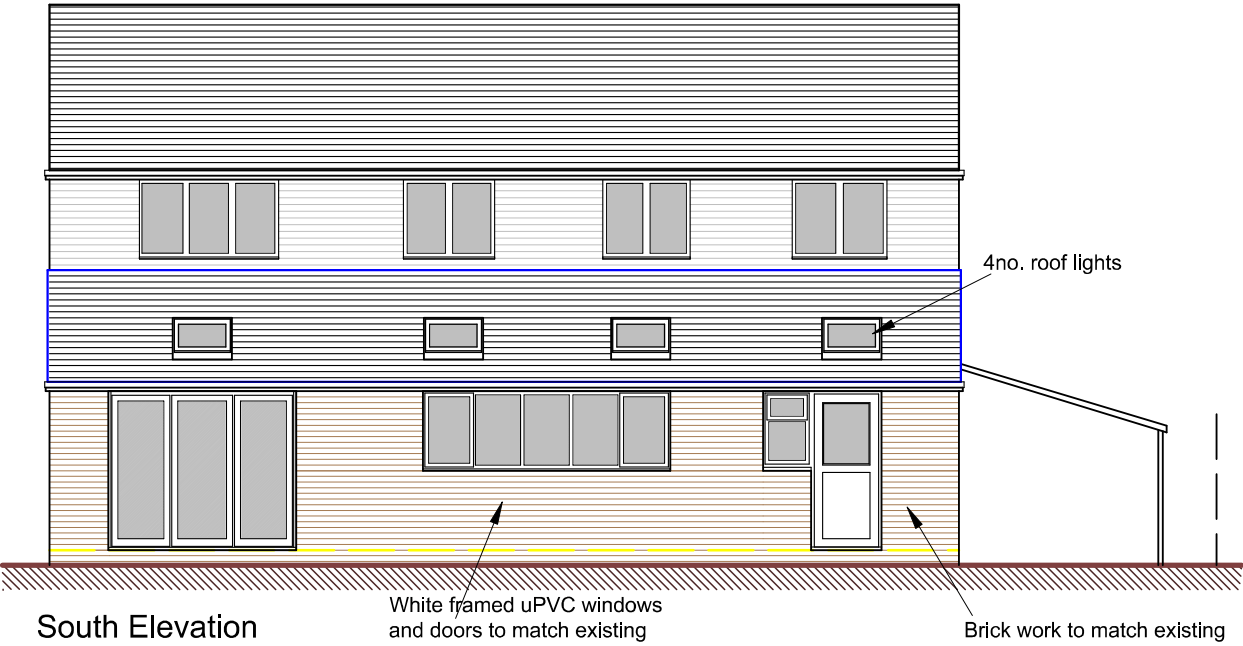 4no. roof lights
White framed uPVC windows
and doors to match existing
Brick work to match existing
South Elevation